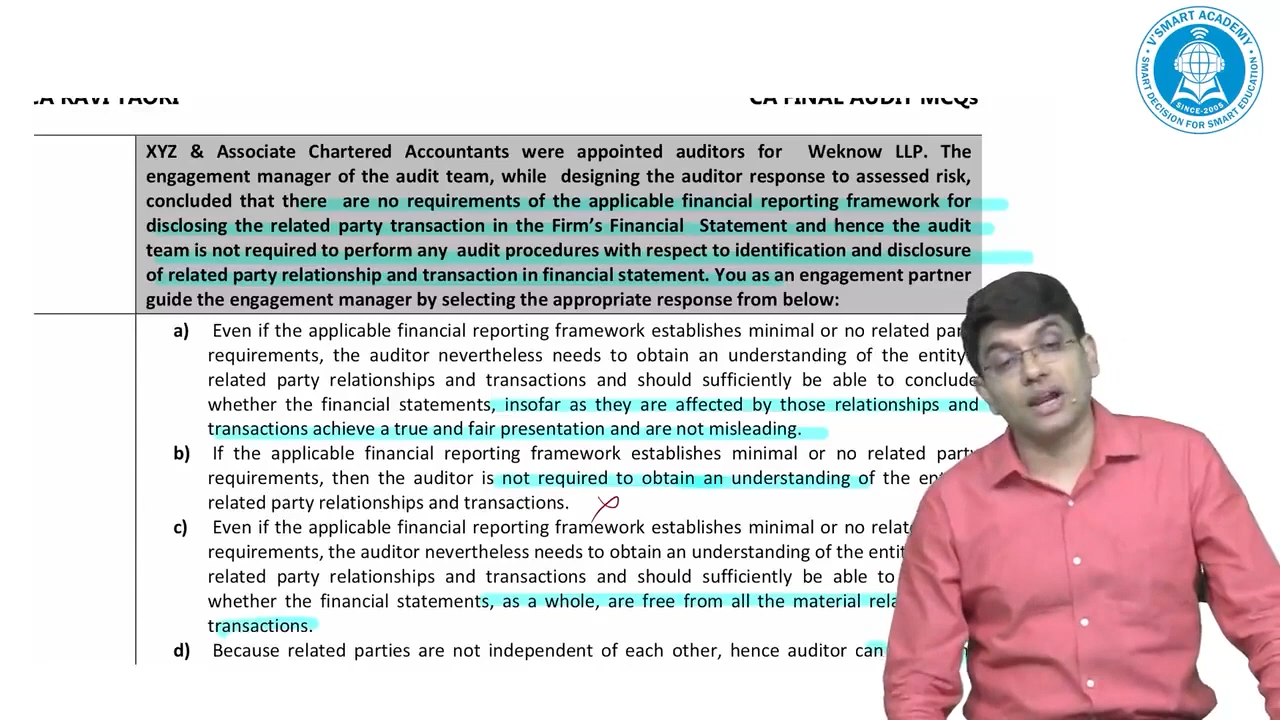 CA RAVI TAORI
CA FINAL AUDIT MCQs
V'SMART ACADEMY
SINCE-2005
SMART DECISION FOR SMART EDUCATION
XYZ & Associate Chartered Accountants were appointed auditors for Weknow LLP. The
engagement manager of the audit team, while designing the auditor response to assessed risk,
concluded that there are no requirements of the applicable financial reporting framework for
disclosing the related party transaction in the Firm's Financial Statement and hence the audit
team is not required to perform any audit procedures with respect to identification and disclosure
of related party relationship and transaction in financial statement. You as an engagement partner
guide the engagement manager by selecting the appropriate response from below:
a) Even if the applicable financial reporting framework establishes minimal or no related
requirements, the auditor nevertheless needs to obtain an understanding of the
related party relationships and transactions and should sufficiently be able to conclude
whether the financial statements, insofar as they are affected by those relationships and
transactions achieve a true and fair presentation and are not misleading.
b) If the applicable financial reporting framework establishes minimal or no related party
requirements, then the auditor is not required to obtain an understanding of the
related party relationships and transactions.
c) Even if the applicable financial reporting framework establishes minimal or no
requirements, the auditor nevertheless needs to obtain an understanding of the
related party relationships and transactions and should sufficiently be able to
whether the financial statements, as a whole, are free from all the material
transactions.
d) Because related parties are not independent of each other, hence auditor can